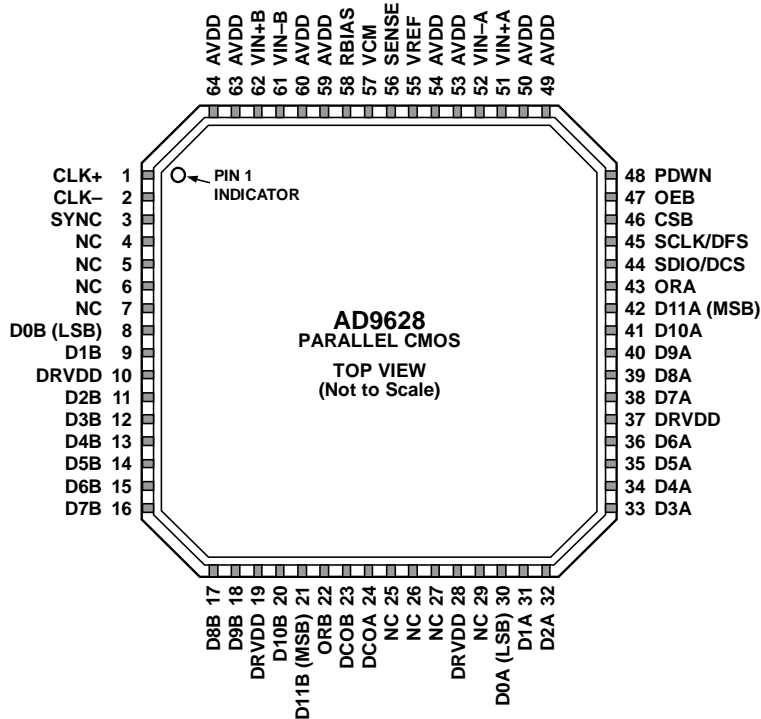 64 AVDD
63 AVDD
62 VIN+B
61 VIN–B
60 AVDD
59 AVDD
58 RBIAS
57 VCM
56 SENSE
55 VREF
54 AVDD
53 AVDD
52 VIN–A
51 VIN+A
50 AVDD
49 AVDD
CLK+ 1
CLK– 2
SYNC 3
NC 4
NC 5
NC 6
NC 7
D0B (LSB) 8
D1B 9
DRVDD 10
D2B 11
D3B 12
D4B 13
D5B 14
D6B 15
D7B 16
PIN 1
INDICATOR
AD9628
PARALLEL CMOS
TOP VIEW
(Not to Scale)
48 PDWN
47 OEB
46 CSB
45 SCLK/DFS
44 SDIO/DCS
43 ORA
42 D11A (MSB)
41 D10A
40 D9A
39 D8A
38 D7A
37 DRVDD
36 D6A
35 D5A
34 D4A
33 D3A
D8B 17
D9B 18
DRVDD 19
D10B 20
D11B (MSB) 21
ORB 22
DCOB 23
DCOA 24
NC 25
NC 26
NC 27
DRVDD 28
NC 29
D0A (LSB) 30
D1A 31
D2A 32